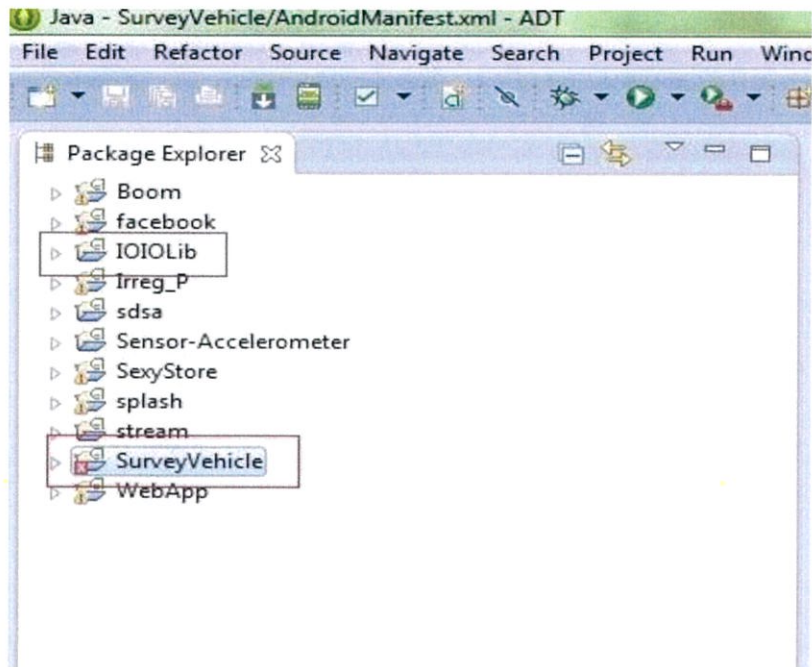 Java - SurveyVehicle/AndroidManifest.xml - ADT
File Edit Refactor Source Navigate Search Project Run Wind
Package Explorer
Boom
facebook
IOIOLib
Irreg_P
sdsa
Sensor-Accelerometer
SexyStore
splash
stream
SurveyVehicle
WebApp